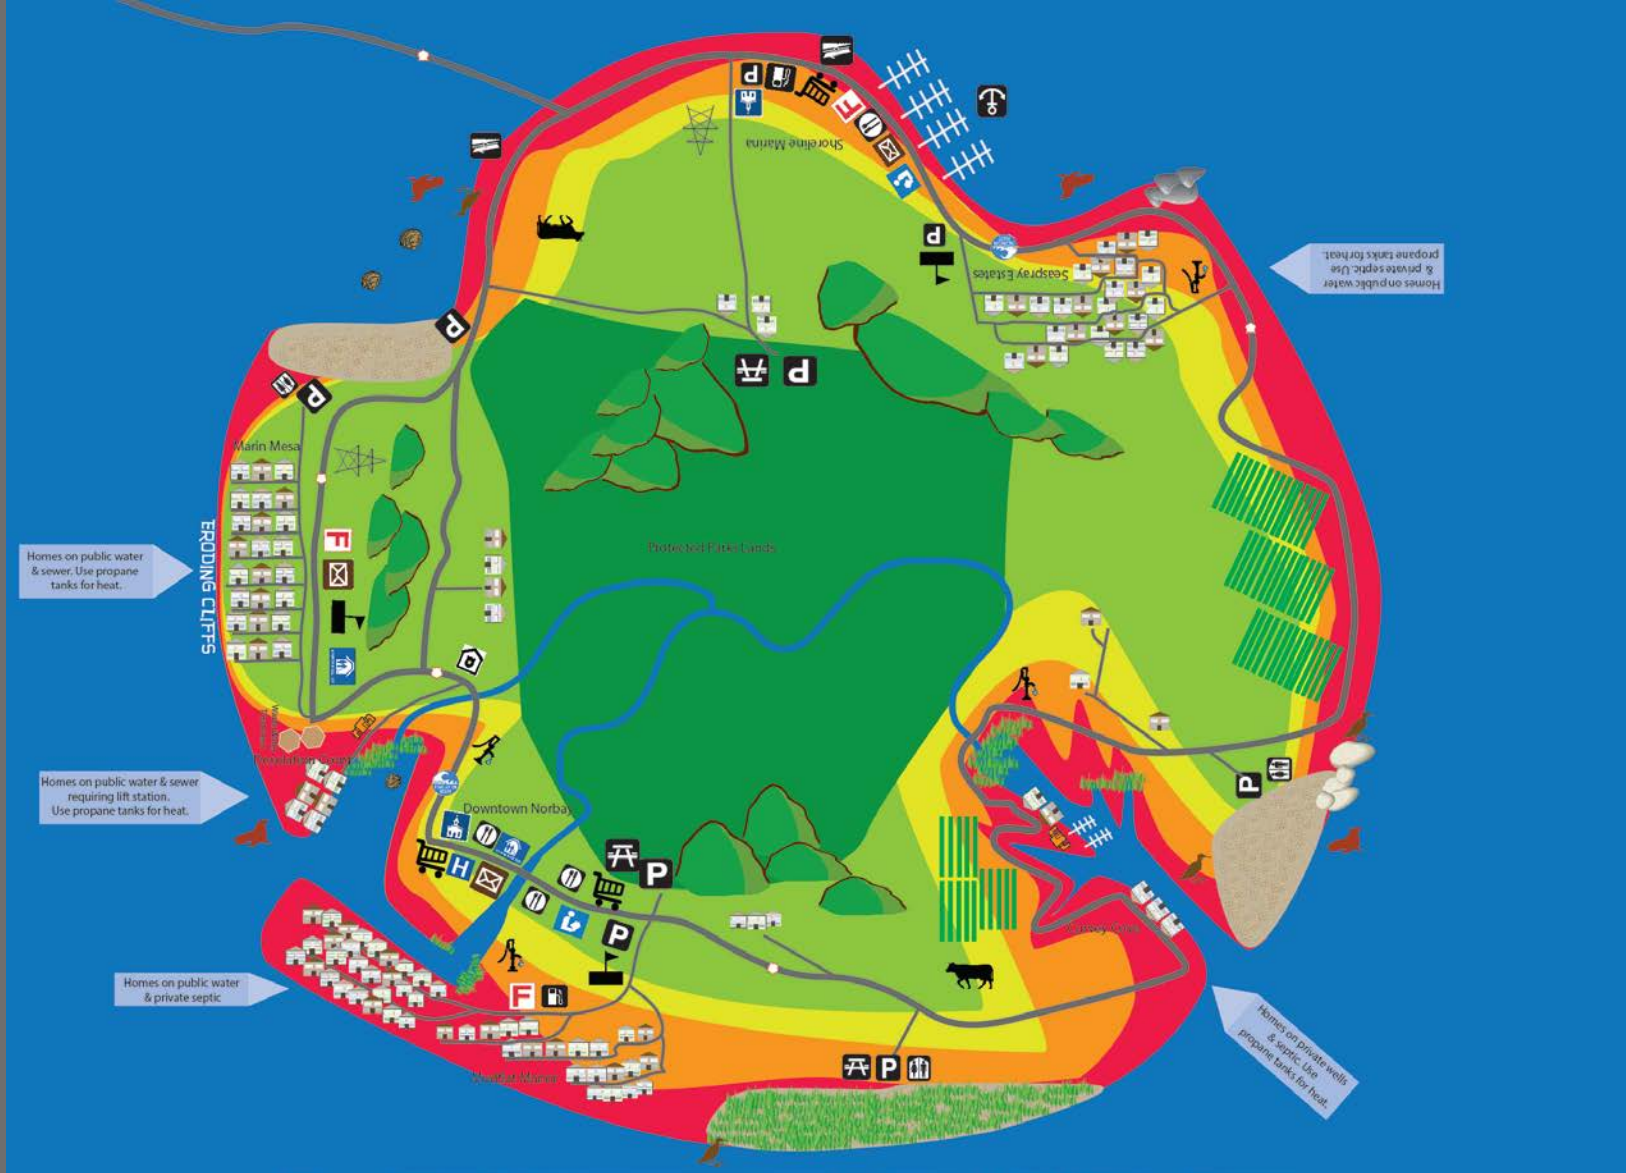 Shoreline Marina
Seaspray Estates
Homes on public water
& private septic. Use
propane tanks for heat.
Marin Mesa
ERODING CLIFFS
Protected Parks Lands
Homes on public water
& sewer. Use propane
tanks for heat.
Homes on public water & sewer
requiring lift station.
Use propane tanks for heat.
Downtown Norbay
Homes on public water
& private septic
Homes on private wells
& septic. Use
propane tanks for heat.
P
P
P
P
P
P
P
P
P
F
F
F
H